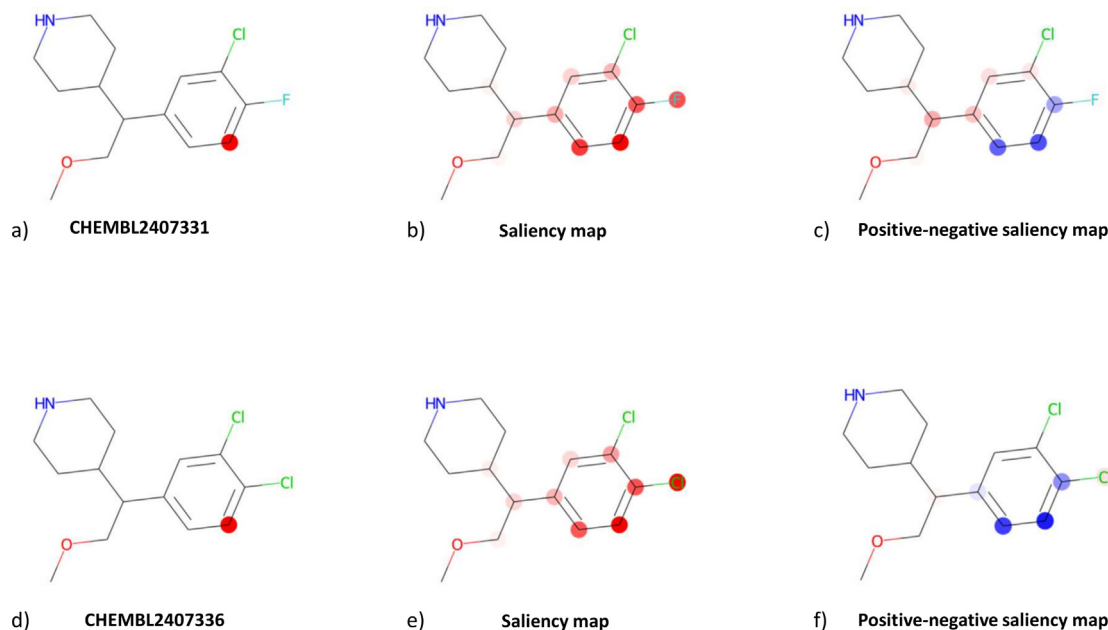 HN Cl HN Cl HN Cl
F F F
O O O
a) CHEMBL2407331 b) Saliency map c) Positive-negative saliency map
HN Cl HN Cl HN Cl
Cl Cl Cl
O O O
d) CHEMBL2407336 e) Saliency map f) Positive-negative saliency map